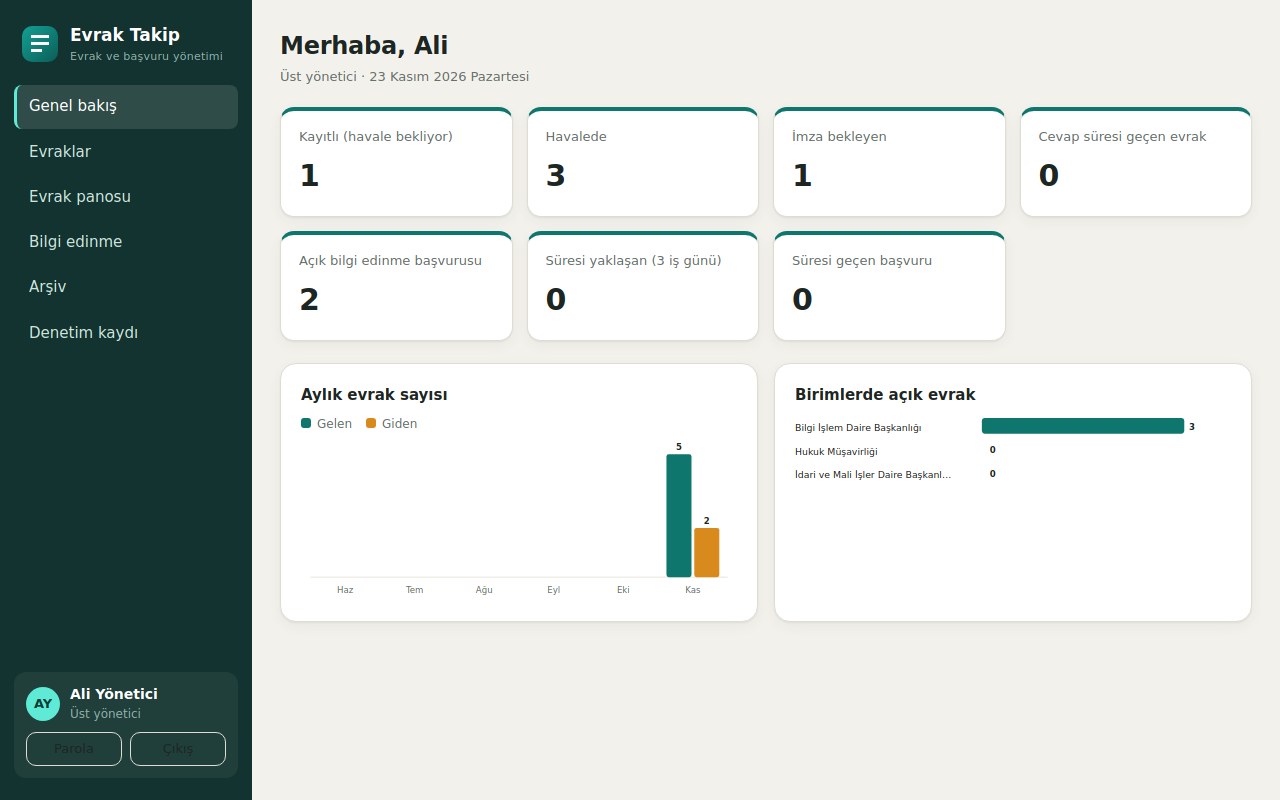 Evrak Takip
Evrak ve başvuru yönetimi
Genel bakış
Evraklar
Evrak panosu
Bilgi edinme
Arşiv
Denetim kaydı
AY
Ali Yönetici
Üst yönetici
Parola
Çıkış
Merhaba, Ali
Üst yönetici · 23 Kasım 2026 Pazartesi
Kayıtlı (havale bekliyor)
1
Havalede
3
İmza bekleyen
1
Cevap süresi geçen evrak
0
Açık bilgi edinme başvurusu
2
Süresi yaklaşan (3 iş günü)
0
Süresi geçen başvuru
0
Aylık evrak sayısı
Gelen
Giden
5
2
Haz
Tem
Ağu
Eyl
Eki
Kas
Birimlerde açık evrak
Bilgi İşlem Daire Başkanlığı
3
Hukuk Müşavirliği
0
İdari ve Mali İşler Daire Başkanl...
0